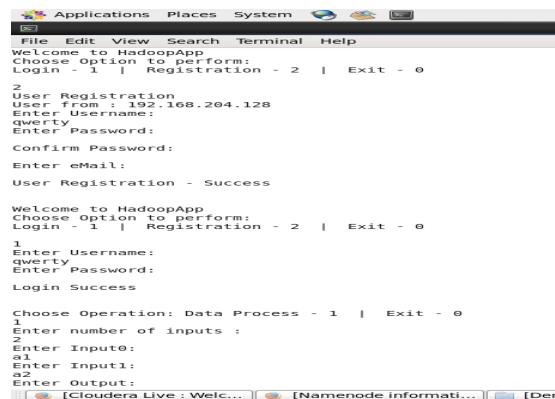 Applications Places System
File Edit View Search Terminal Help
Welcome to HadoopApp
Choose Option to perform:
Login - 1 | Registration - 2 | Exit - 0
2
User Registration
User from : 192.168.204.128
Enter Username:
qwerty
Enter Password:
Confirm Password:
Enter eMail:
User Registration - Success
Welcome to HadoopApp
Choose Option to perform:
Login - 1 | Registration - 2 | Exit - 0
1
Enter Username:
qwerty
Enter Password:
Login Success
Choose Operation: Data Process - 1 | Exit - 0
1
Enter number of inputs :
2
Enter Input0:
a1
Enter Input1:
a2
Enter Output:
[Cloudera Live : Welc... [Namenode informati... [De